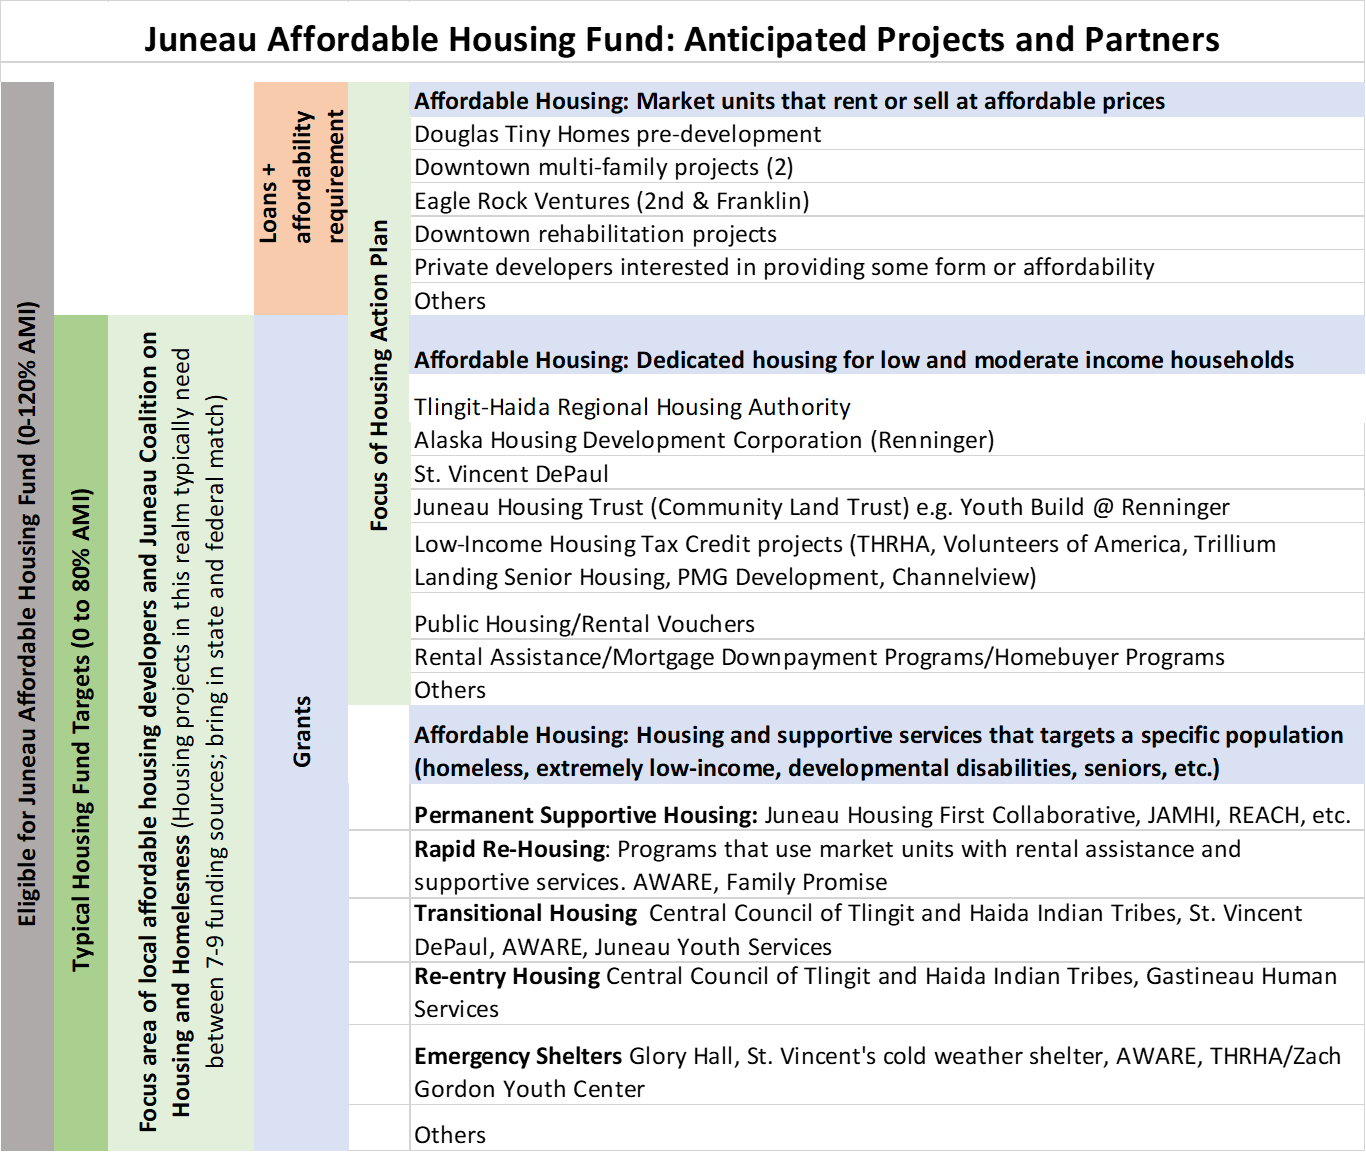 Juneau Affordable Housing Fund: Anticipated Projects and Partners
Eligible for Juneau Affordable Housing Fund (0-120% AMI)
Typical Housing Fund Targets (0 to 80% AMI)
Focus area of local affordable housing developers and Juneau Coalition on
Housing and Homelesness (Housing projects in this realm typically need
between 7-9 funding sources; bring in state and federal match)
Loans +
affordability
requirement
Grants
Focus of Housing Action Plan
Affordable Housing: Market units that rent or sell at affordable prices
Douglas Tiny Homes pre-development
Downtown multi-family projects (2)
Eagle Rock Ventures (2nd & Franklin)
Downtown rehabilitation projects
Private developers interested in providing some form or affordability
Others
Affordable Housing: Dedicated housing for low and moderate income households
Tlingit-Haida Regional Housing Authority
Alaska Housing Development Corporation (Renninger)
St. Vincent DePaul
Juneau Housing Trust (Community Land Trust) e.g. Youth Build @ Renninger
Low-Income Housing Tax Credit projects (THRHA, Volunteers of America, Trillium
Landing Senior Housing, PMG Development, Channelview)
Public Housing/Rental Vouchers
Rental Assistance/Mortgage Downpayment Programs/Homebuyer Programs
Others
Affordable Housing: Housing and supportive services that targets a specific population
(homeless, extremely low-income, developmental disabilities, seniors, etc.)
Permanent Supportive Housing: Juneau Housing First Collaborative, JAMHI, REACH, etc.
Rapid Re-Housing: Programs that use market units with rental assistance and
supportive services. AWARE, Family Promise
Transitional Housing  Central Council of Tlingit and Haida Indian Tribes, St. Vincent
DePaul, AWARE, Juneau Youth Services
Re-entry Housing Central Council of Tlingit and Haida Indian Tribes, Gastineau Human
Services
Emergency Shelters Glory Hall, St. Vincent's cold weather shelter, AWARE, THRHA/Zach
Gordon Youth Center
Others